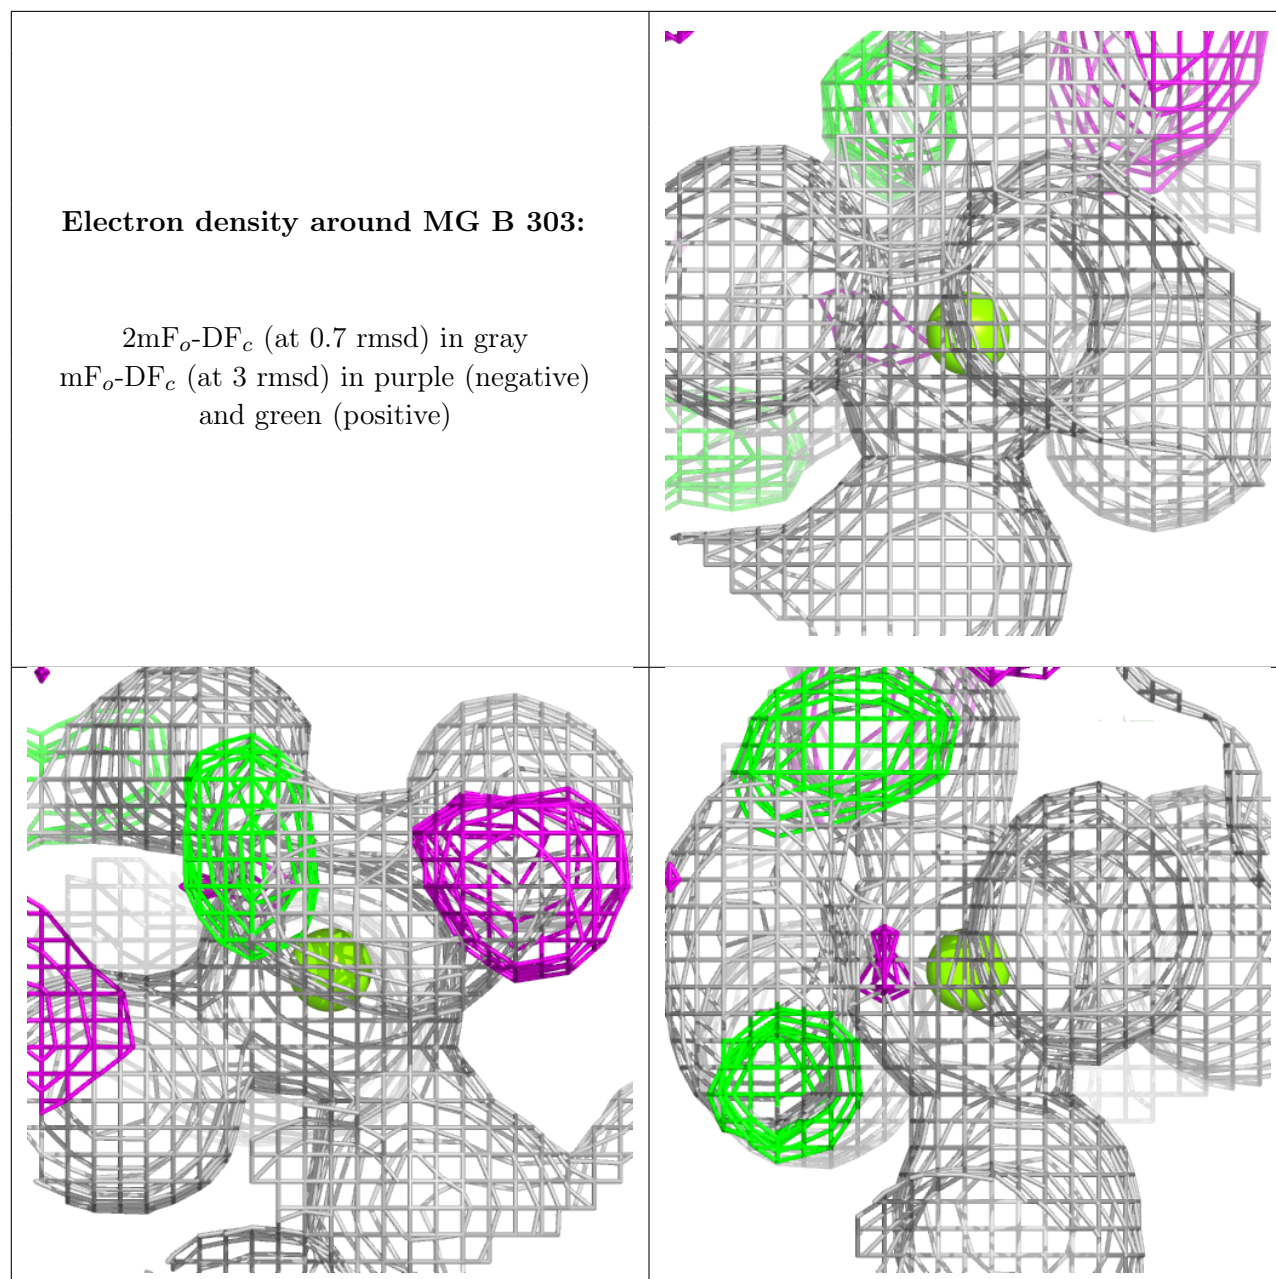 Electron density around MG B 303:
2mFo-DFc (at 0.7 rmsd) in gray
mFo-DFc (at 3 rmsd) in purple (negative)
and green (positive)